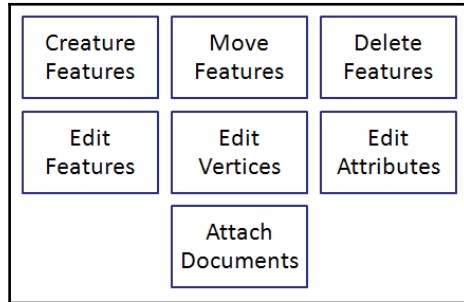 Creature
Features
Move
Features
Delete
Features
Edit
Features
Edit
Vertices
Edit
Attributes
Attach
Documents